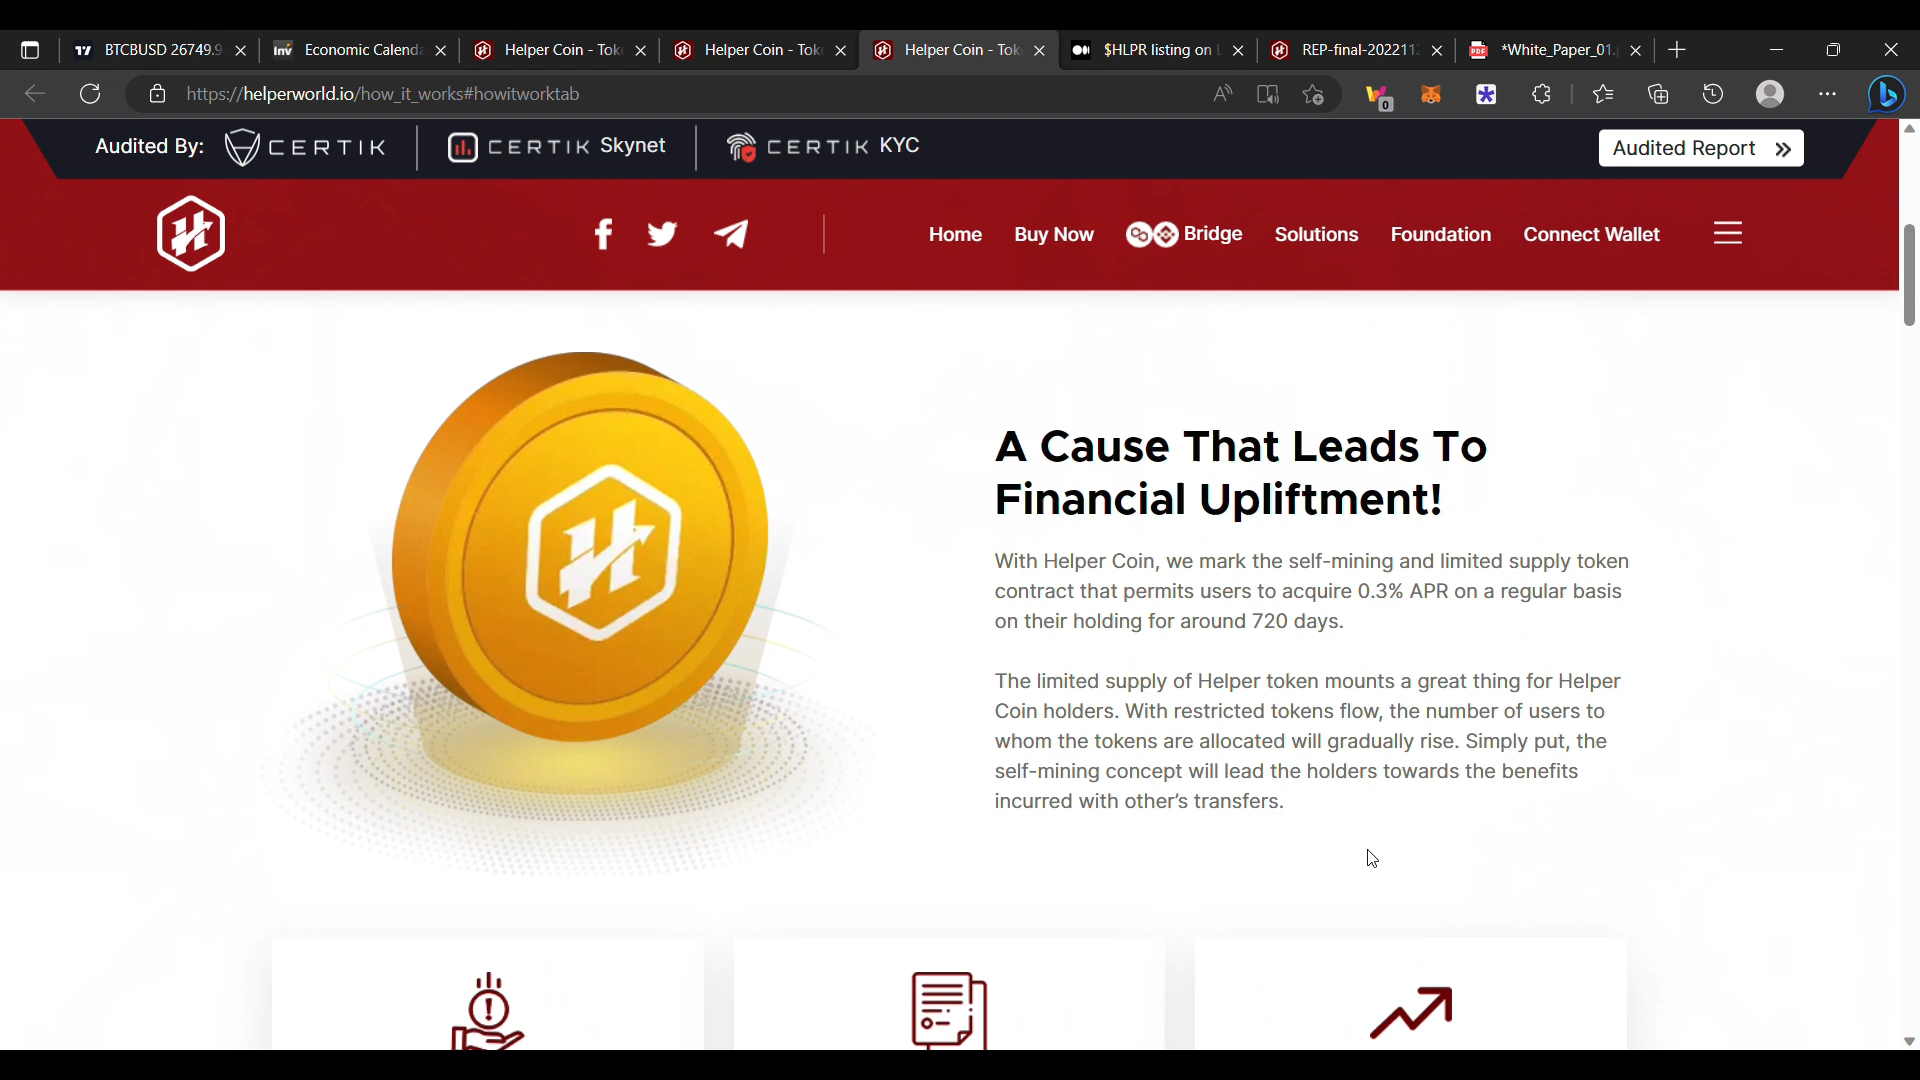 BTCBUSD 26749.9
Economic Calenda
Helper Coin - Tok
Helper Coin - Tok
Helper Coin - Tok
$HLPR listing on L
REP-final-2022112
*White_Paper_01.p
https://helperworld.io/how_it_works#howitworktab
0
Audited By: CERTIK
CERTIK Skynet
CERTIK KYC
Audited Report »
Home
Buy Now
Bridge
Solutions
Foundation
Connect Wallet
A Cause That Leads To
Financial Upliftment!
With Helper Coin, we mark the self-mining and limited supply token
contract that permits users to acquire 0.3% APR on a regular basis
on their holding for around 720 days.
The limited supply of Helper token mounts a great thing for Helper
Coin holders. With restricted tokens flow, the number of users to
whom the tokens are allocated will gradually rise. Simply put, the
self-mining concept will lead the holders towards the benefits
incurred with other's transfers.